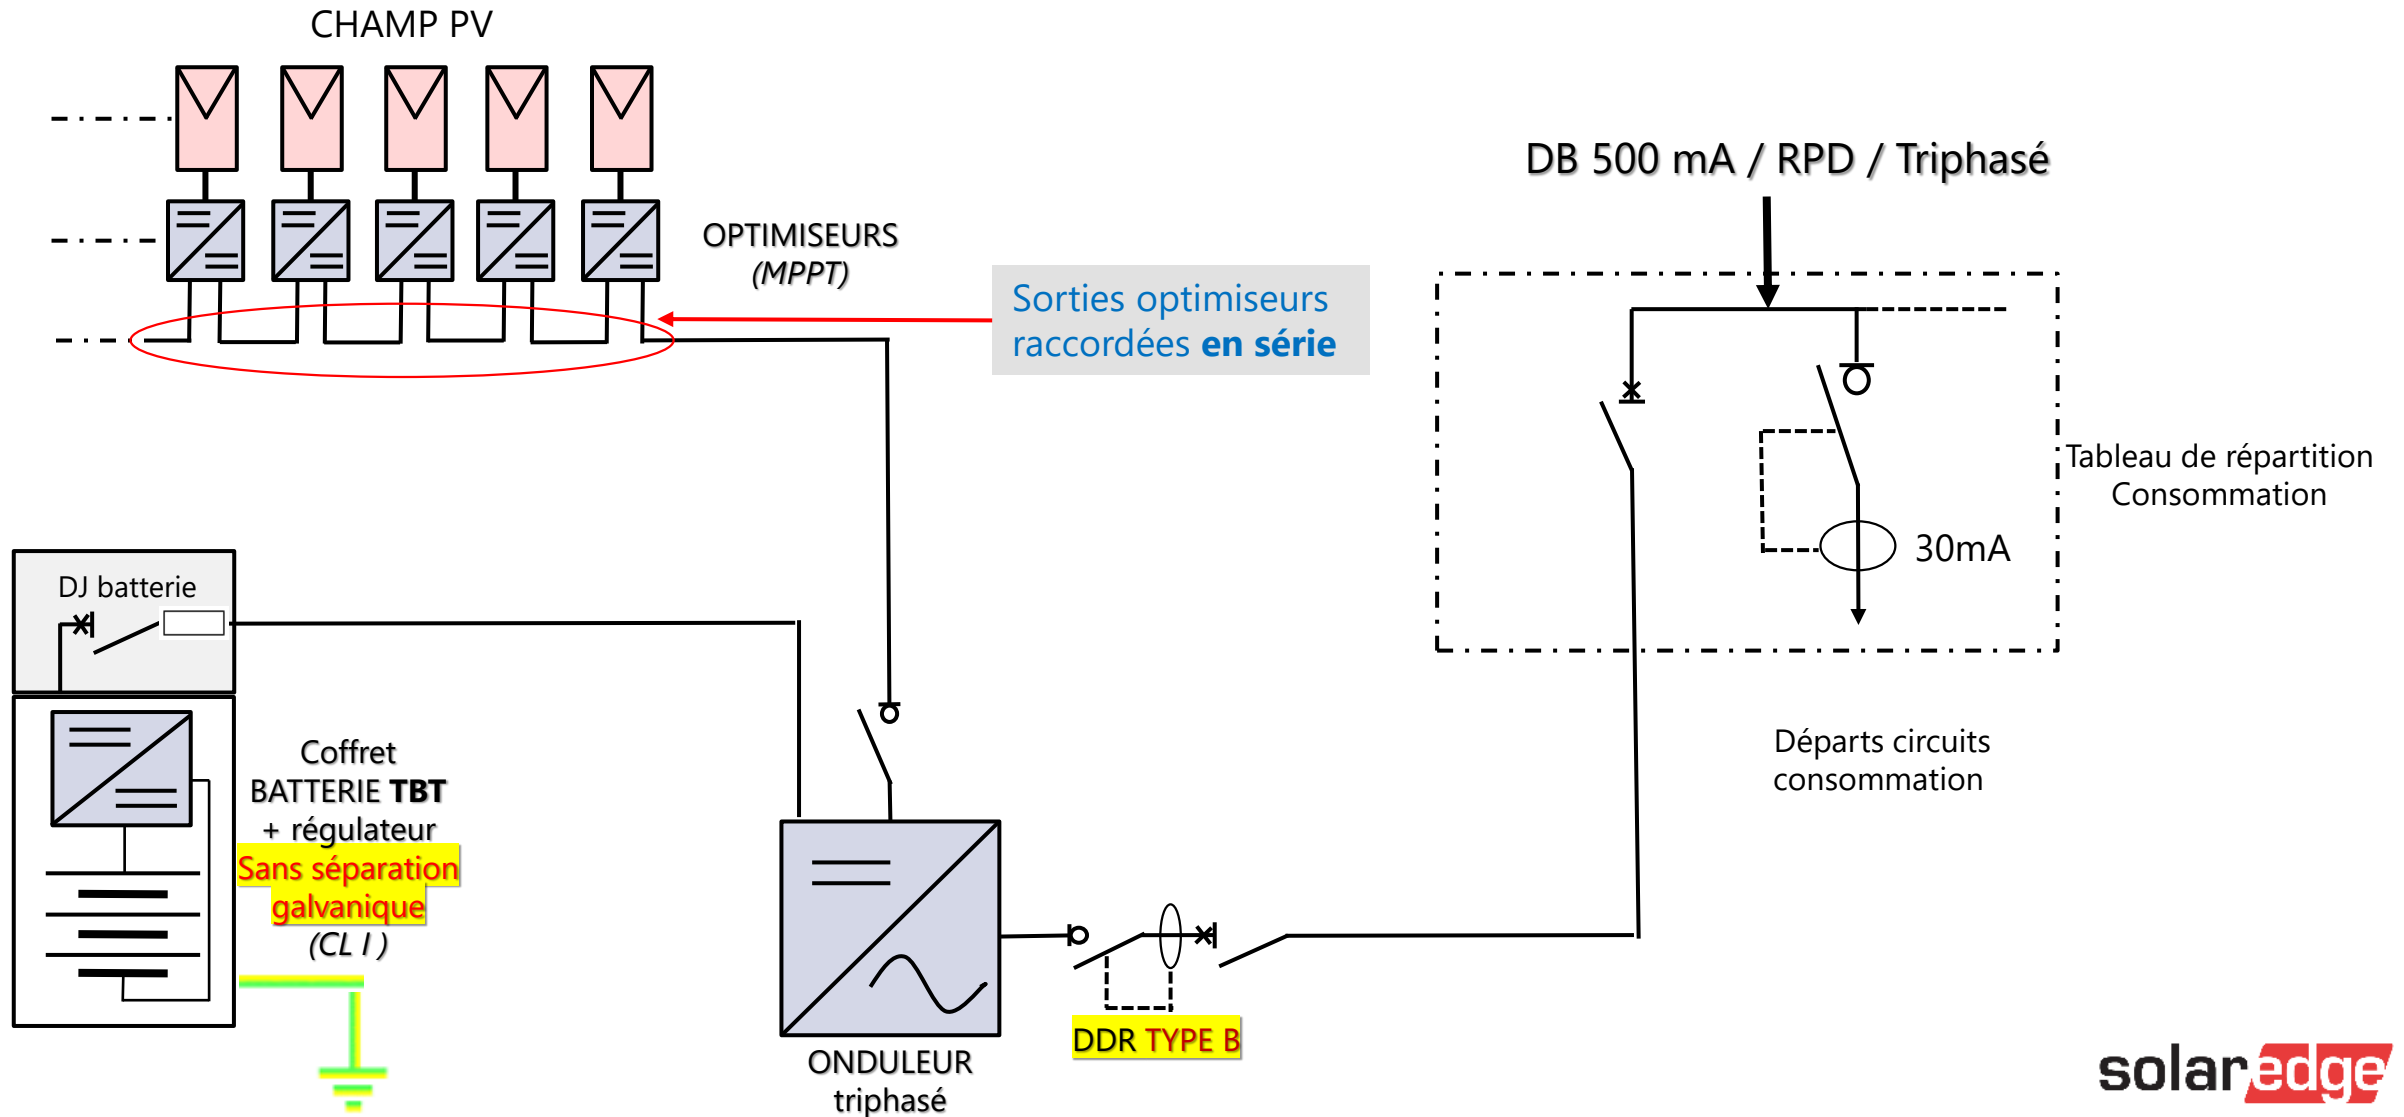 CHAMP PV
OPTIMISEURS
(MPPT)
Sorties optimiseurs
raccordées en série
DB 500 mA / RPD / Triphasé
Tableau de répartition
Consommation
30mA
Départs circuits
consommation
DJ batterie
Coffret
BATTERIE TBT
+ régulateur
Sans séparation
galvanique
(CL I )
ONDULEUR
triphasé
DDR TYPE B
solaredge